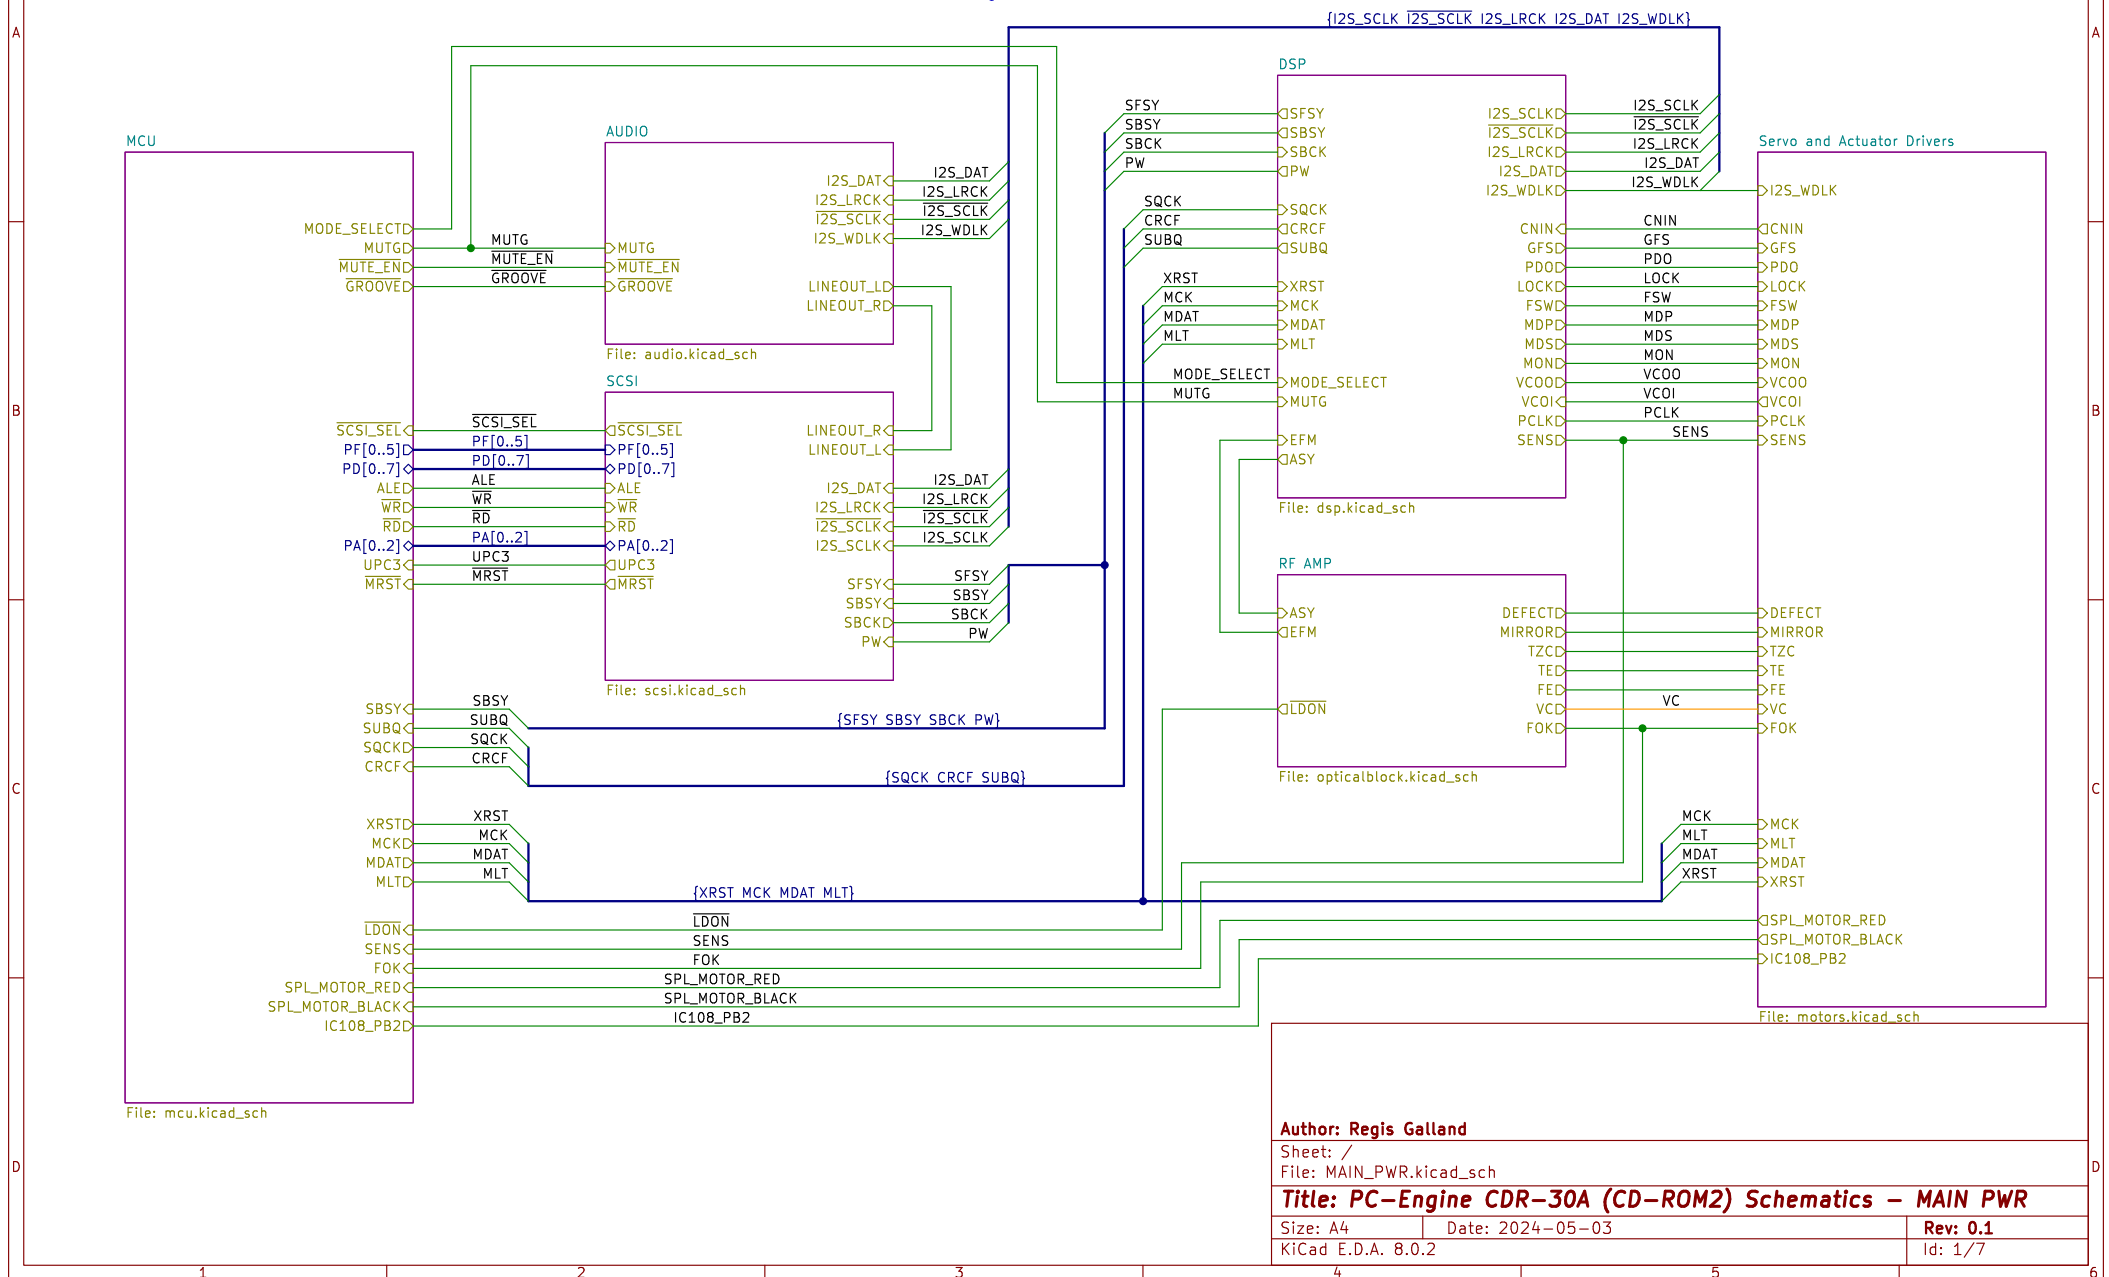 {I2S_SCLK I2S_SCLK I2S_LRCK I2S_DAT I2S_WDLK}
A
A
MCU
MODE_SELECT
MUTG
MUTE_EN
GROOVE
SCSI_SEL
PF[0..5]
PD[0..7]
ALE
WR
RD
PA[0..2]
UPC3
MRST
SBSY
SUBQ
SQCK
CRCF
XRST
MCK
MDAT
MLT
LDON
SENS
FOK
SPL_MOTOR_RED
SPL_MOTOR_BLACK
IC108_PB2
File: mcu.kicad_sch
MUTG
MUTE_EN
GROOVE
SCSI_SEL
PF[0..5]
PD[0..7]
ALE
WR
RD
PA[0..2]
UPC3
MRST
SBSY
SUBQ
SQCK
CRCF
XRST
MCK
MDAT
MLT
LDON
SENS
FOK
SPL_MOTOR_RED
SPL_MOTOR_BLACK
IC108_PB2
{SFSY SBSY SBCK PW}
{SQCK CRCF SUBQ}
{XRST MCK MDAT MLT}
AUDIO
MUTG
MUTE_EN
GROOVE
I2S_DAT
I2S_LRCK
I2S_SCLK
I2S_WDLK
LINEOUT_L
LINEOUT_R
File: audio.kicad_sch
I2S_DAT
I2S_LRCK
I2S_SCLK
I2S_WDLK
SCSI
SCSI_SEL
PF[0..5]
PD[0..7]
ALE
WR
RD
PA[0..2]
UPC3
MRST
LINEOUT_R
LINEOUT_L
I2S_DAT
I2S_LRCK
I2S_SCLK
I2S_SCLK
SFSY
SBSY
SBCK
PW
File: scsi.kicad_sch
I2S_DAT
I2S_LRCK
I2S_SCLK
I2S_SCLK
SFSY
SBSY
SBCK
PW
SFSY
SBSY
SBCK
PW
SQCK
CRCF
SUBQ
XRST
MCK
MDAT
MLT
MODE_SELECT
MUTG
DSP
SFSY
SBSY
SBCK
PW
SQCK
CRCF
SUBQ
XRST
MCK
MDAT
MLT
MODE_SELECT
MUTG
EFM
ASY
I2S_SCLK
I2S_SCLK
I2S_LRCK
I2S_DAT
I2S_WDLK
CNIN
GFS
PDO
LOCK
FSW
MDP
MDS
MON
VCOO
VCOI
PCLK
SENS
File: dsp.kicad_sch
I2S_SCLK
I2S_SCLK
I2S_LRCK
I2S_DAT
I2S_WDLK
CNIN
GFS
PDO
LOCK
FSW
MDP
MDS
MON
VCOO
VCOI
PCLK
SENS
RF AMP
ASY
EFM
LDON
DEFECT
MIRROR
TZC
TE
FE
VC
FOK
File: opticalblock.kicad_sch
VC
MCK
MLT
MDAT
XRST
Servo and Actuator Drivers
I2S_WDLK
CNIN
GFS
PDO
LOCK
FSW
MDP
MDS
MON
VCOO
VCOI
PCLK
SENS
DEFECT
MIRROR
TZC
TE
FE
VC
FOK
MCK
MLT
MDAT
XRST
SPL_MOTOR_RED
SPL_MOTOR_BLACK
IC108_PB2
File: motors.kicad_sch
B
B
C
C
D
D
Author: Regis Galland
Sheet: /
File: MAIN_PWR.kicad_sch
Title: PC-Engine CDR-30A (CD-ROM2) Schematics - MAIN PWR
Size: A4 Date: 2024-05-03 Rev: 0.1
KiCad E.D.A. 8.0.2 Id: 1/7
1 2 3 4 5 6